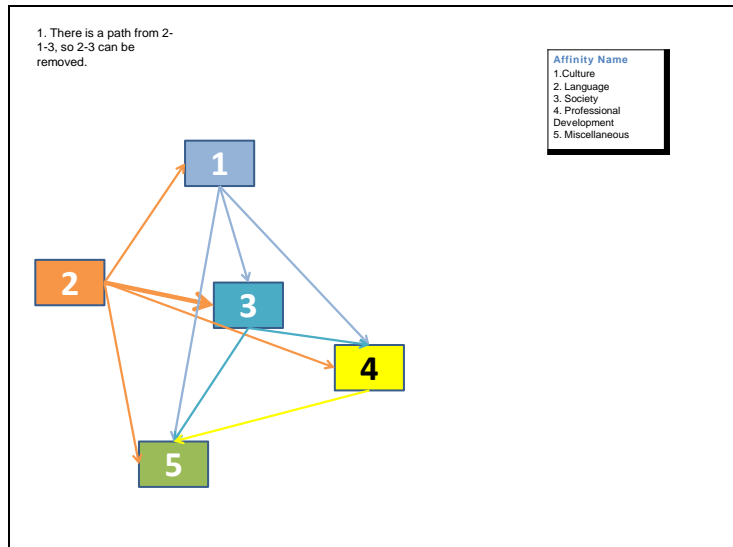 1. There is a path from 2-
1-3, so 2-3 can be
removed.
Affinity Name
1.Culture
2. Language
3. Society
4. Professional
Development
5. Miscellaneous
1
2
3
4
5